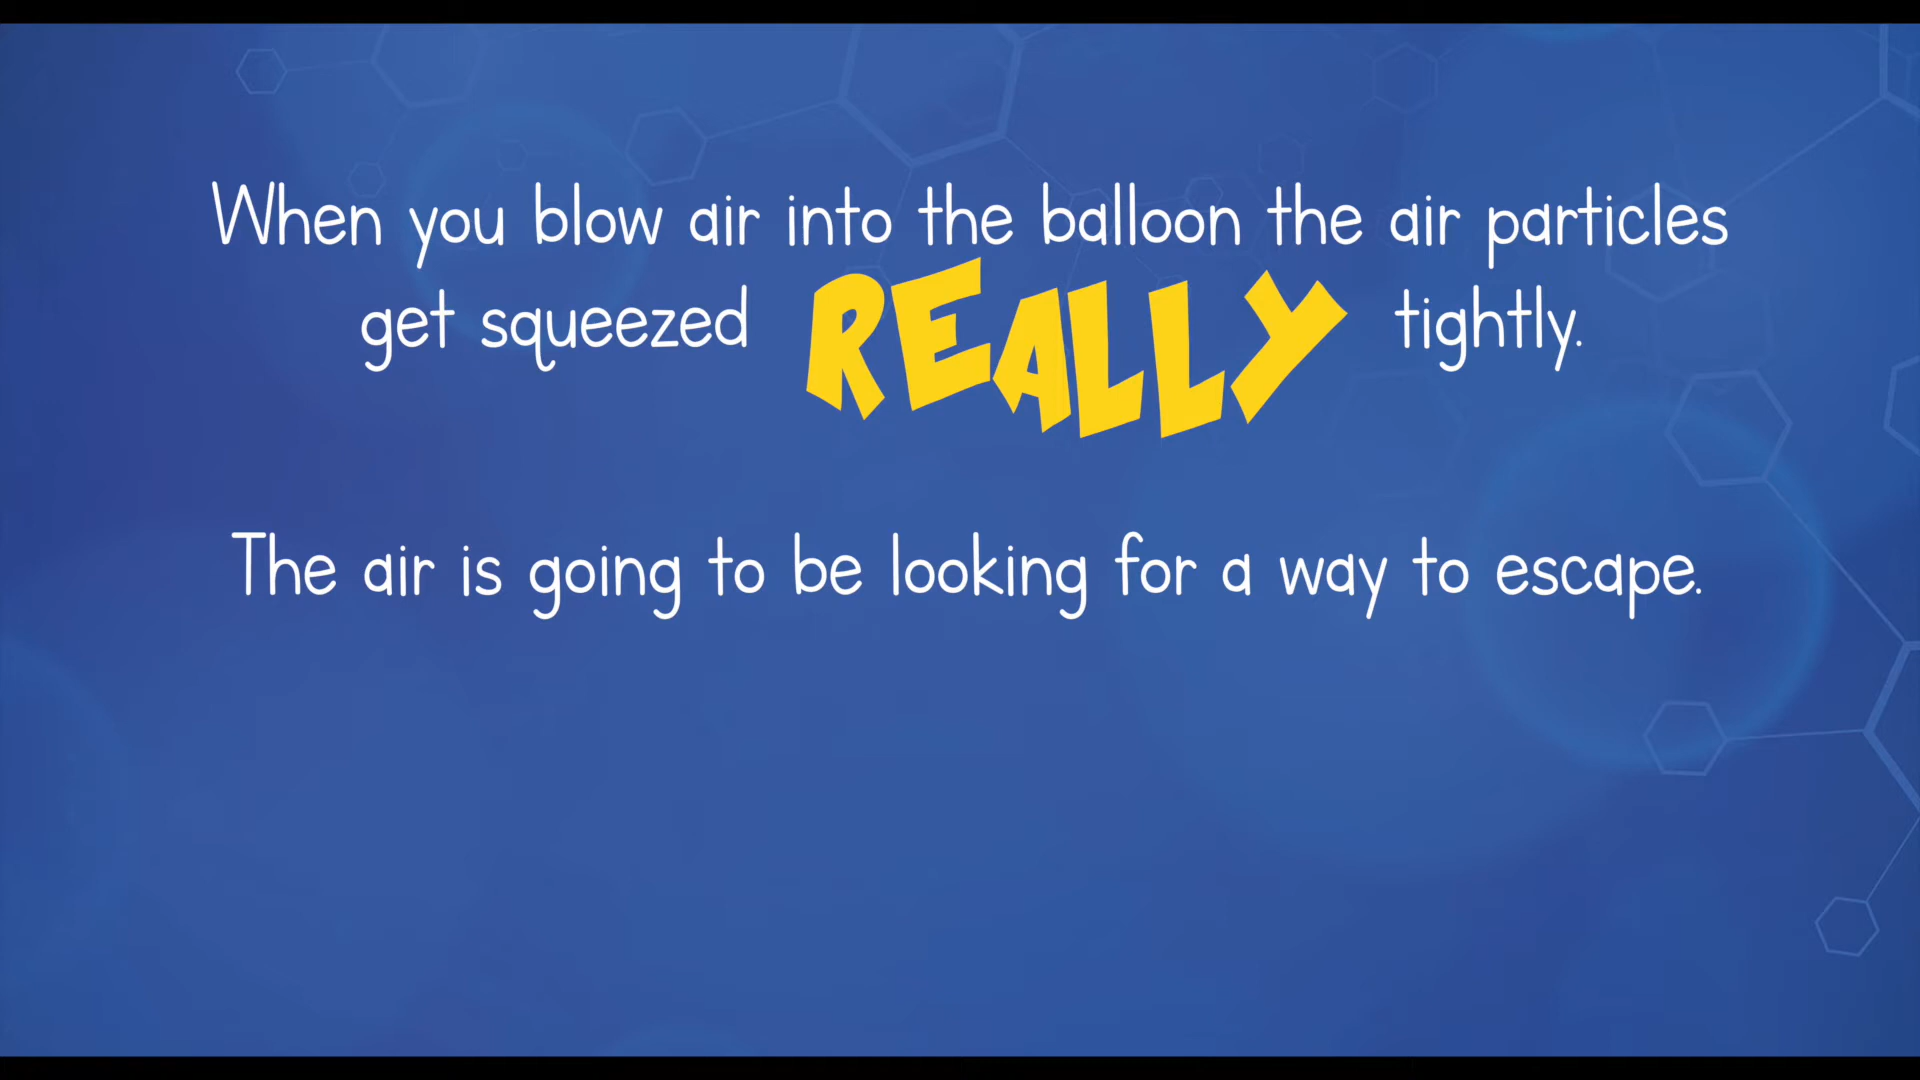 When you blow air into the balloon the air particles
get squeezed REALLY tightly.
The air is going to be looking for a way to escape.